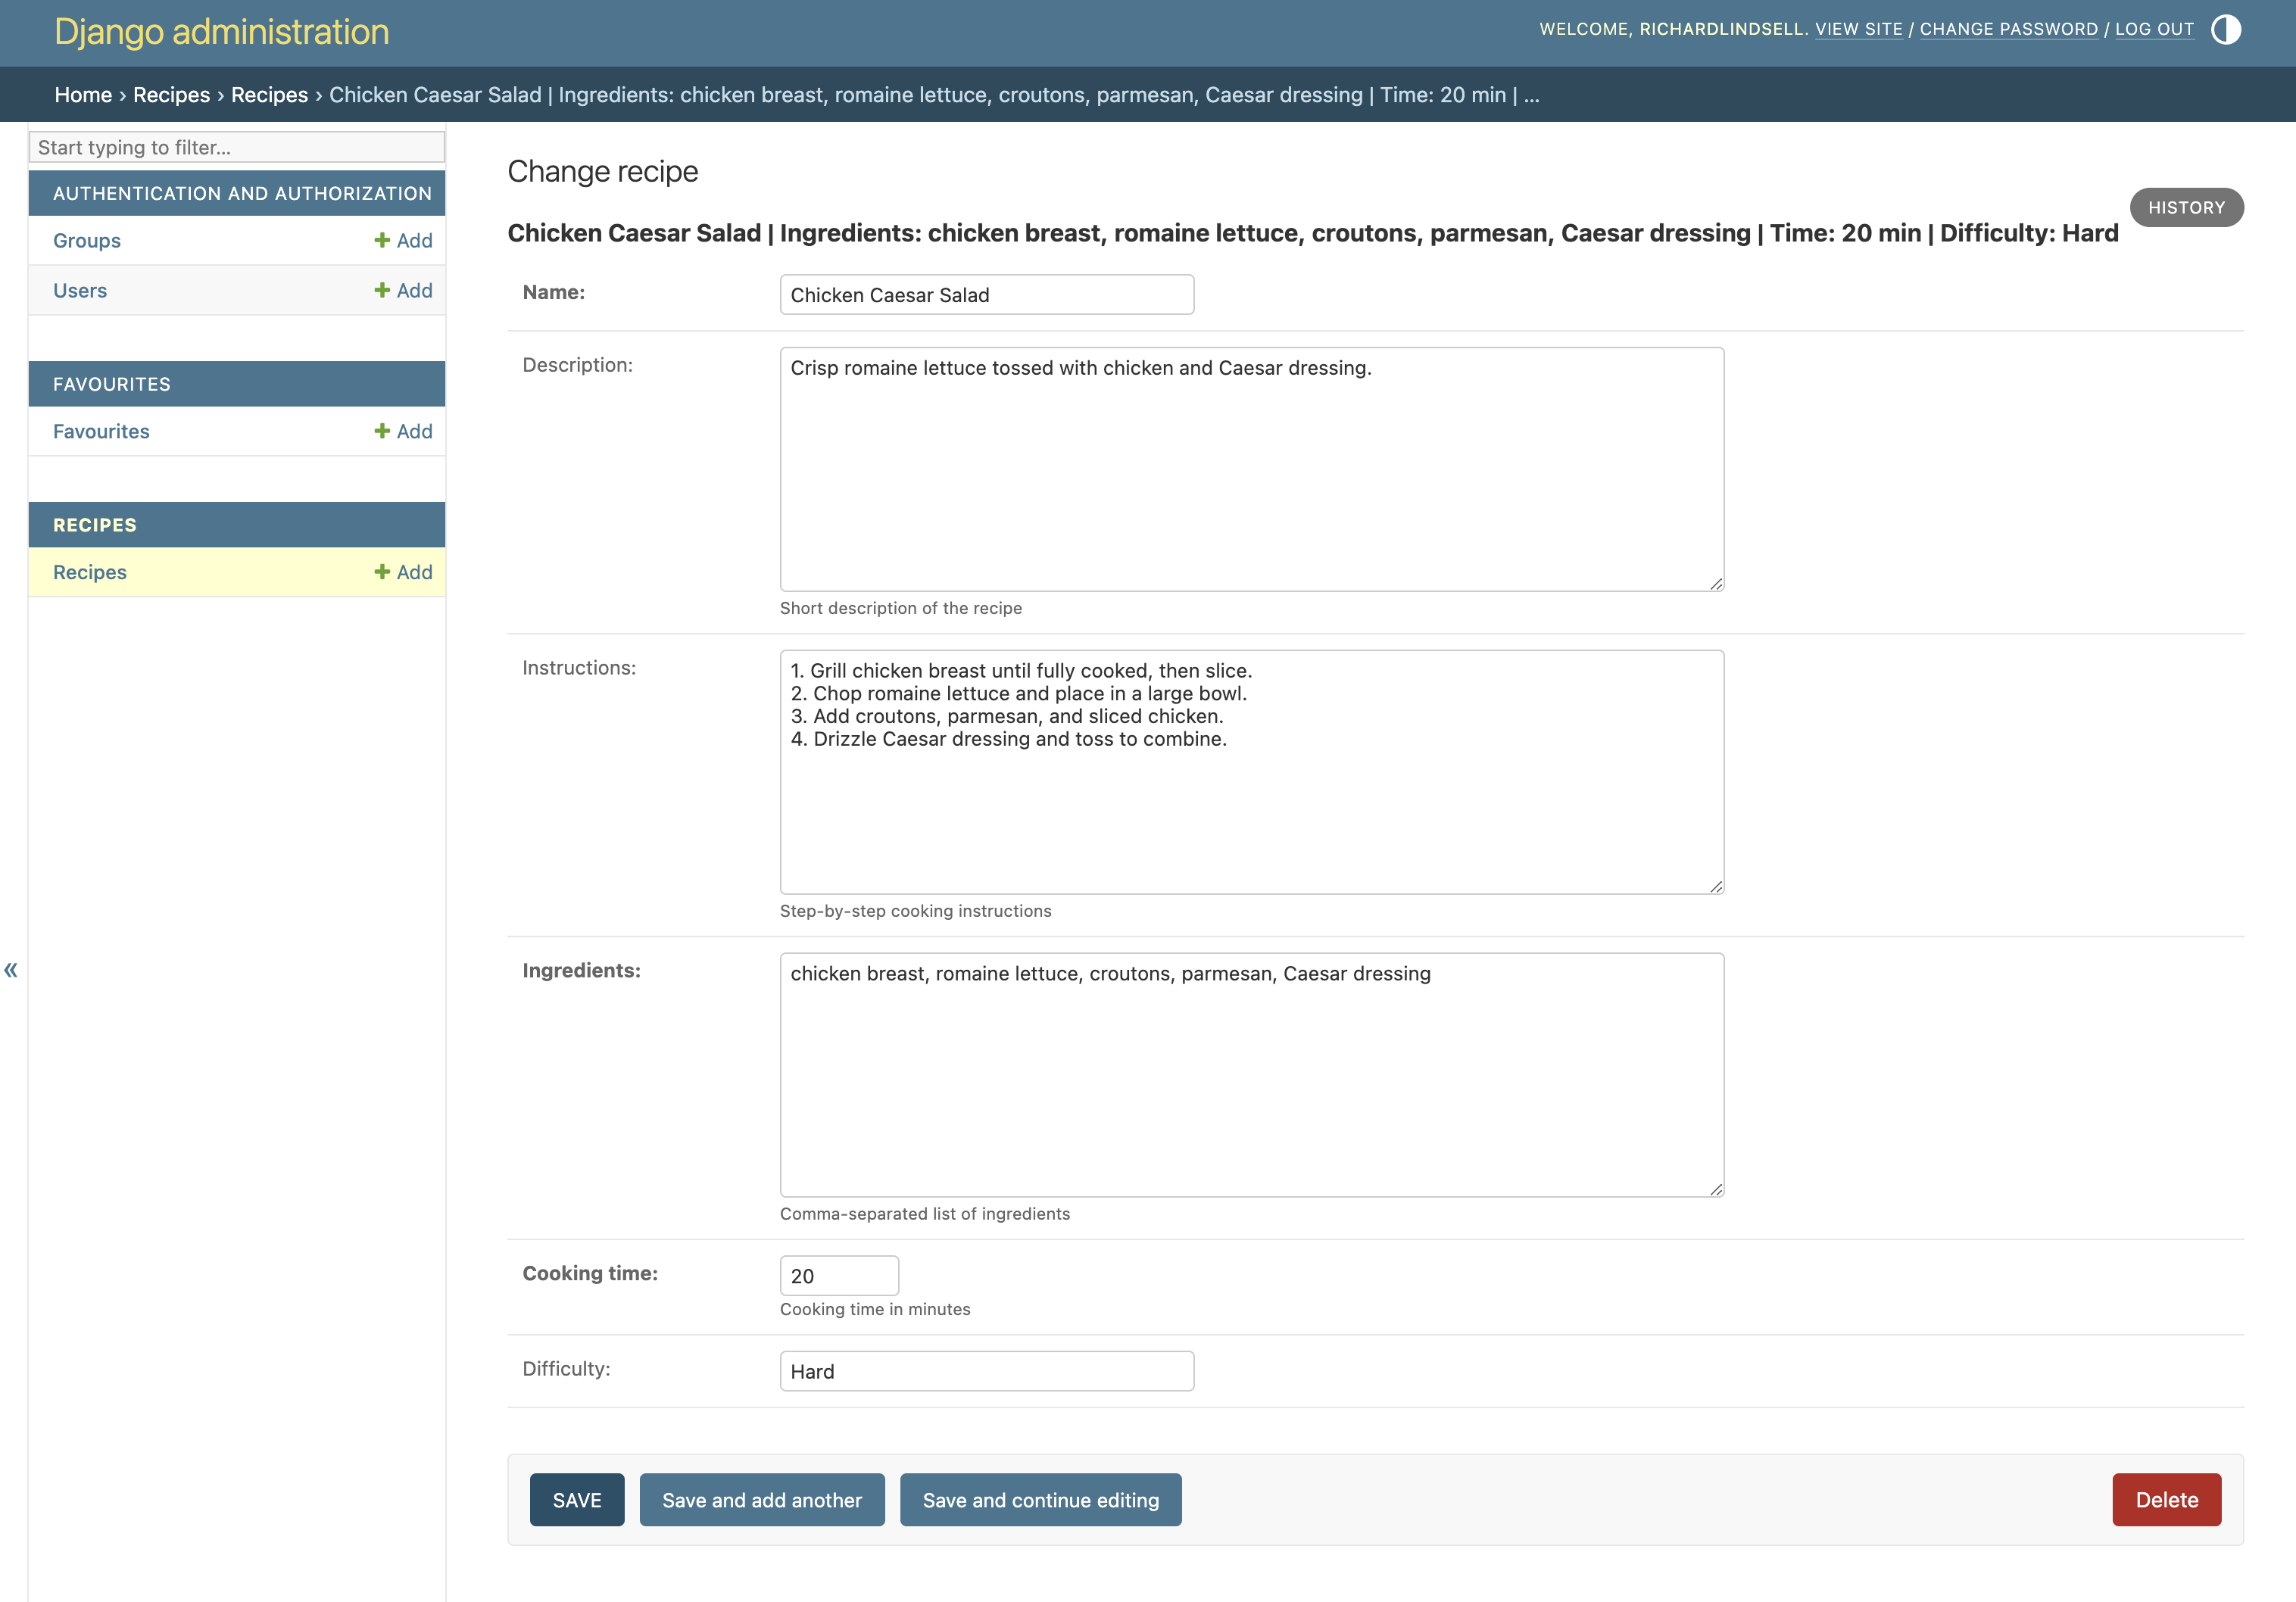 Django administration
WELCOME, RICHARDLINDSELL. VIEW SITE / CHANGE PASSWORD / LOG OUT
Home › Recipes › Recipes › Chicken Caesar Salad | Ingredients: chicken breast, romaine lettuce, croutons, parmesan, Caesar dressing | Time: 20 min | …
Start typing to filter...
AUTHENTICATION AND AUTHORIZATION
Groups
Add
Users
Add
FAVOURITES
Favourites
Add
RECIPES
Recipes
Add
«
Change recipe
HISTORY
Chicken Caesar Salad | Ingredients: chicken breast, romaine lettuce, croutons, parmesan, Caesar dressing | Time: 20 min | Difficulty: Hard
Name:
Chicken Caesar Salad
Description:
Crisp romaine lettuce tossed with chicken and Caesar dressing.
Short description of the recipe
Instructions:
1. Grill chicken breast until fully cooked, then slice.
2. Chop romaine lettuce and place in a large bowl.
3. Add croutons, parmesan, and sliced chicken.
4. Drizzle Caesar dressing and toss to combine.
Step-by-step cooking instructions
Ingredients:
chicken breast, romaine lettuce, croutons, parmesan, Caesar dressing
Comma-separated list of ingredients
Cooking time:
20
Cooking time in minutes
Difficulty:
Hard
SAVE
Save and add another
Save and continue editing
Delete